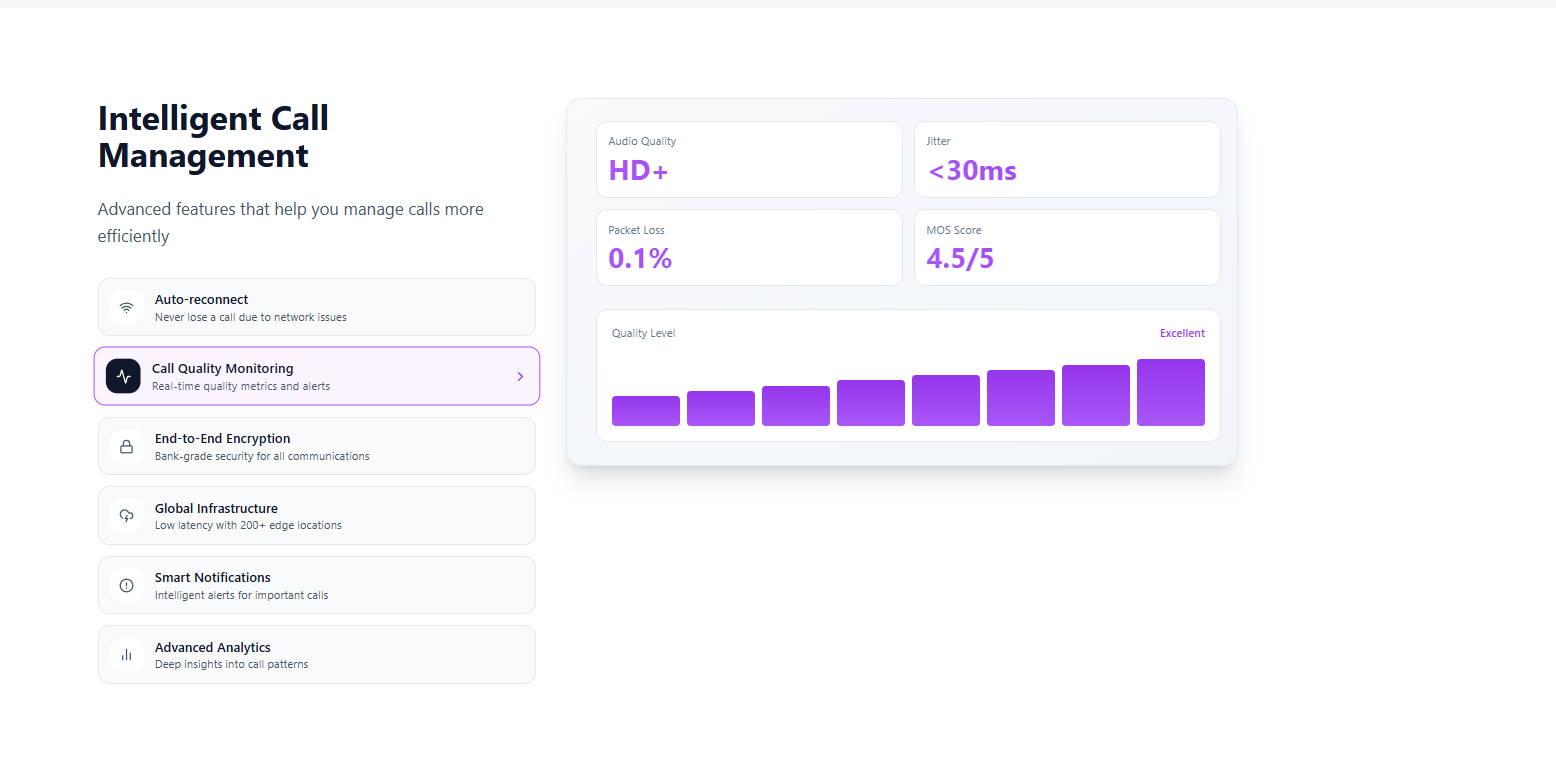 Intelligent Call
Management
Advanced features that help you manage calls more
efficiently
Auto-reconnect
Never lose a call due to network issues
Call Quality Monitoring
Real-time quality metrics and alerts
End-to-End Encryption
Bank-grade security for all communications
Global Infrastructure
Low latency with 200+ edge locations
Smart Notifications
Intelligent alerts for important calls
Advanced Analytics
Deep insights into call patterns
Audio Quality
HD+
Jitter
<30ms
Packet Loss
0.1%
MOS Score
4.5/5
Quality Level
Excellent